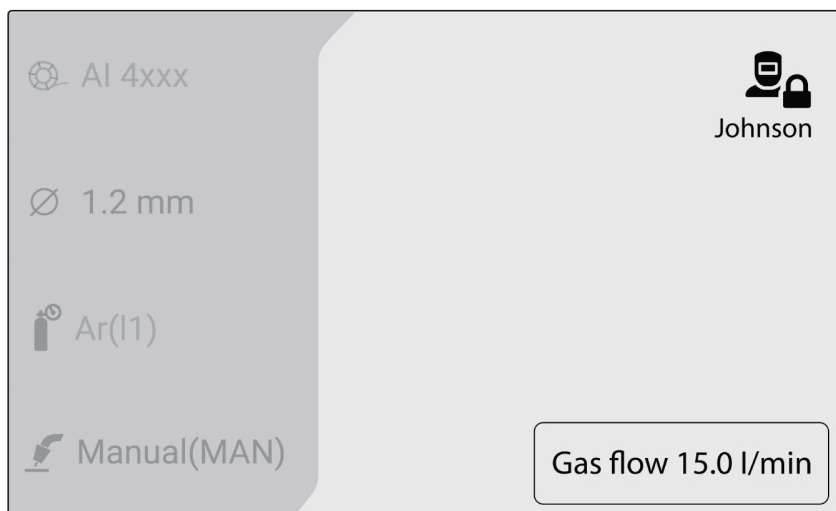 Al 4xxx
Johnson
1.2 mm
Ar(I1)
Manual(MAN)
Gas flow 15.0 l/min